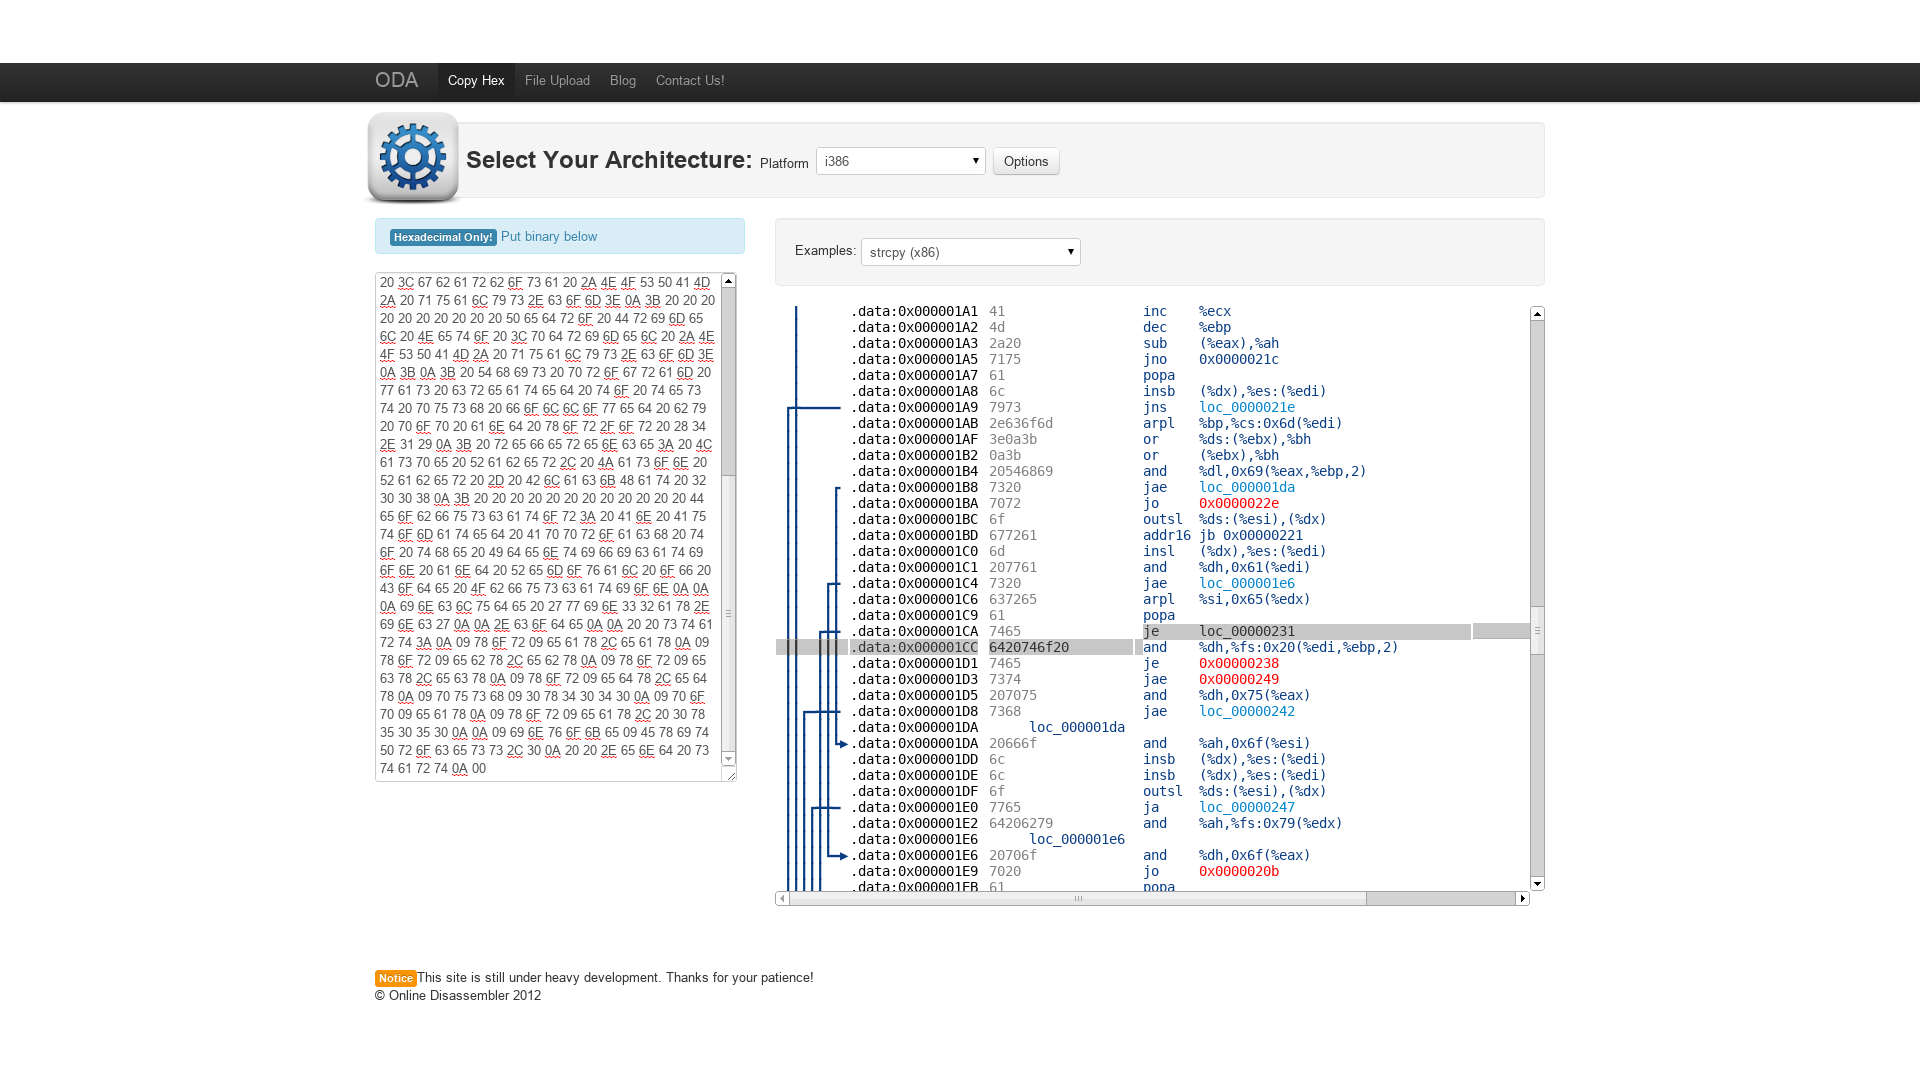 ODA Copy Hex File Upload Blog Contact Us!
Select Your Architecture: Platform i386 Options
Hexadecimal Only! Put binary below
20 3C 67 62 61 72 62 6F 73 61 20 2A 4E 4F 53 50 41 4D
2A 20 71 75 61 6C 79 73 2E 63 6F 6D 3E 0A 3B 20 20 20
20 20 20 20 20 20 20 50 65 64 72 6F 20 44 72 69 6D 65
6C 20 4E 65 74 6F 20 3C 70 64 72 69 6D 65 6C 20 2A 4E
4F 53 50 41 4D 2A 20 71 75 61 6C 79 73 2E 63 6F 6D 3E
0A 3B 0A 3B 20 54 68 69 73 20 70 72 6F 67 72 61 6D 20
77 61 73 20 63 72 65 61 74 65 64 20 74 6F 20 74 65 73
74 20 70 75 73 68 20 66 6F 6C 6C 6F 77 65 64 20 62 79
20 70 6F 70 20 61 6E 64 20 78 6F 72 2F 6F 72 20 28 34
2E 31 29 0A 3B 20 72 65 66 65 72 65 6E 63 65 3A 20 4C
61 73 70 65 20 52 61 62 65 72 2C 20 4A 61 73 6F 6E 20
52 61 62 65 72 20 2D 20 42 6C 61 63 6B 48 61 74 20 32
30 30 38 0A 3B 20 20 20 20 20 20 20 20 20 20 20 20 44
65 6F 62 66 75 73 63 61 74 6F 72 3A 20 41 6E 20 41 75
74 6F 6D 61 74 65 64 20 41 70 70 72 6F 61 63 68 20 74
6F 20 74 68 65 20 49 64 65 6E 74 69 66 69 63 61 74 69
6F 6E 20 61 6E 64 20 52 65 6D 6F 76 61 6C 20 6F 66 20
43 6F 64 65 20 4F 62 66 75 73 63 61 74 69 6F 6E 0A 0A
0A 69 6E 63 6C 75 64 65 20 27 77 69 6E 33 32 61 78 2E
69 6E 63 27 0A 0A 2E 63 6F 64 65 0A 0A 20 20 73 74 61
72 74 3A 0A 09 78 6F 72 09 65 61 78 2C 65 61 78 0A 09
78 6F 72 09 65 62 78 2C 65 62 78 0A 09 78 6F 72 09 65
63 78 2C 65 63 78 0A 09 78 6F 72 09 65 64 78 2C 65 64
78 0A 09 70 75 73 68 09 30 78 34 30 34 30 0A 09 70 6F
70 09 65 61 78 0A 09 78 6F 72 09 65 61 78 2C 20 30 78
35 30 35 30 0A 0A 09 69 6E 76 6F 6B 65 09 45 78 69 74
50 72 6F 63 65 73 73 2C 30 0A 20 20 2E 65 6E 64 20 73
74 61 72 74 0A 00
Examples: strcpy (x86)
.data:0x000001A1 41 inc %ecx
.data:0x000001A2 4d dec %ebp
.data:0x000001A3 2a20 sub (%eax),%ah
.data:0x000001A5 7175 jno 0x0000021c
.data:0x000001A7 61 popa
.data:0x000001A8 6c insb (%dx),%es:(%edi)
.data:0x000001A9 7973 jns loc_0000021e
.data:0x000001AB 2e636f6d arpl %bp,%cs:0x6d(%edi)
.data:0x000001AF 3e0a3b or %ds:(%ebx),%bh
.data:0x000001B2 0a3b or (%ebx),%bh
.data:0x000001B4 20546869 and %dl,0x69(%eax,%ebp,2)
.data:0x000001B8 7320 jae loc_000001da
.data:0x000001BA 7072 jo 0x0000022e
.data:0x000001BC 6f outsl %ds:(%esi),(%dx)
.data:0x000001BD 677261 addr16 jb 0x00000221
.data:0x000001C0 6d insl (%dx),%es:(%edi)
.data:0x000001C1 207761 and %dh,0x61(%edi)
.data:0x000001C4 7320 jae loc_000001e6
.data:0x000001C6 637265 arpl %si,0x65(%edx)
.data:0x000001C9 61 popa
.data:0x000001CA 7465 je loc_00000231
.data:0x000001CC 6420746f20 and %dh,%fs:0x20(%edi,%ebp,2)
.data:0x000001D1 7465 je 0x00000238
.data:0x000001D3 7374 jae 0x00000249
.data:0x000001D5 207075 and %dh,0x75(%eax)
.data:0x000001D8 7368 jae loc_00000242
.data:0x000001DA loc_000001da
.data:0x000001DA 20666f and %ah,0x6f(%esi)
.data:0x000001DD 6c insb (%dx),%es:(%edi)
.data:0x000001DE 6c insb (%dx),%es:(%edi)
.data:0x000001DF 6f outsl %ds:(%esi),(%dx)
.data:0x000001E0 7765 ja loc_00000247
.data:0x000001E2 64206279 and %ah,%fs:0x79(%edx)
.data:0x000001E6 loc_000001e6
.data:0x000001E6 20706f and %dh,0x6f(%eax)
.data:0x000001E9 7020 jo 0x0000020b
.data:0x000001EB 61 popa
Notice This site is still under heavy development. Thanks for your patience!
© Online Disassembler 2012